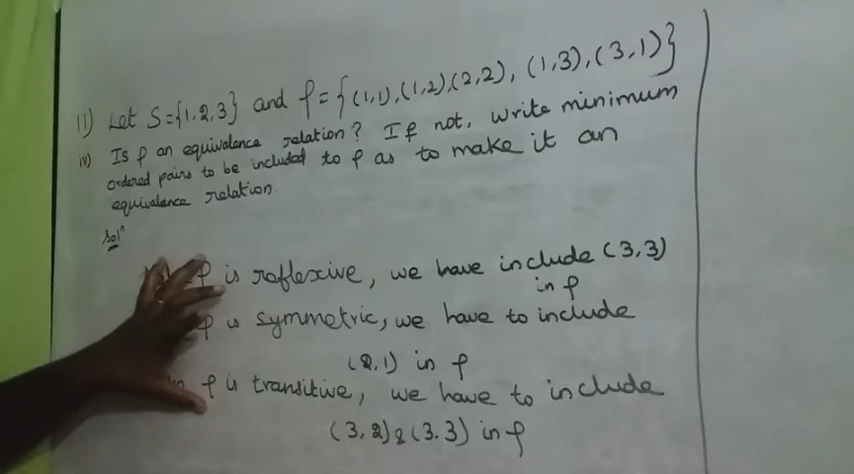 11) Let S={1,2,3} and ρ={(1,1),(1,2),(2,2),(1,3),(3,1)}
iv) Is ρ an equivalence relation? If not, write minimum
ordered pairs to be included to ρ as to make it an
equivalence relation.
Solⁿ
ρ is reflexive, we have include (3,3)
in ρ
ρ is symmetric, we have to include
(2,1) in ρ
ρ is transitive, we have to include
(3,2) & (3.3) in ρ